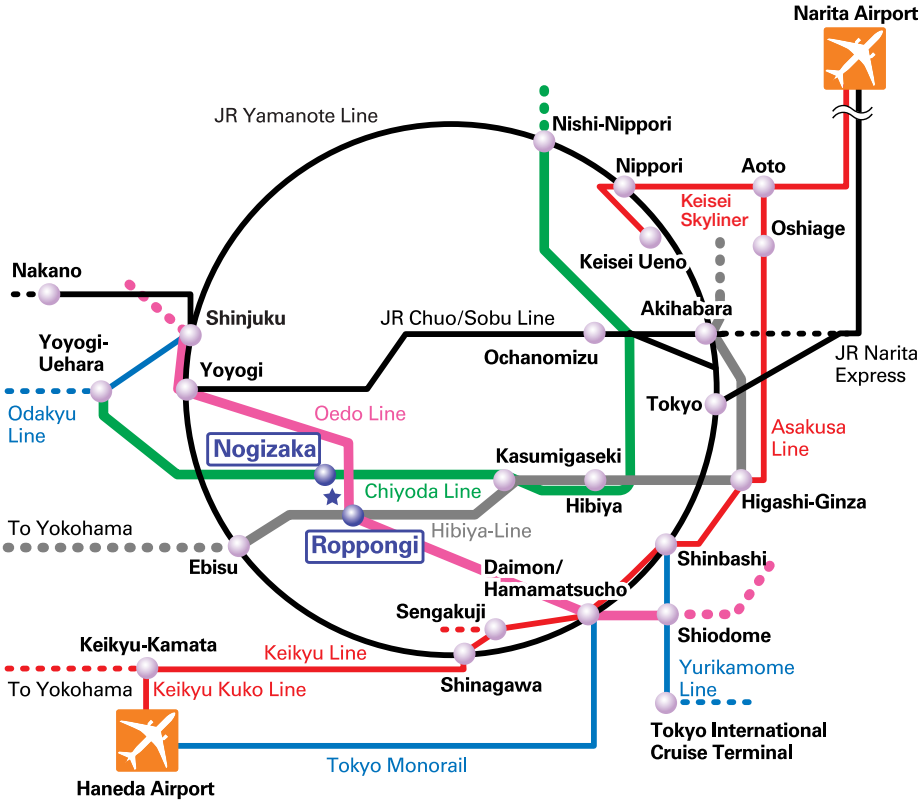 Narita Airport
JR Yamanote Line
Nishi-Nippori
Nippori
Aoto
Keisei
Skyliner
Oshiage
Keisei Ueno
Nakano
Akihabara
Shinjuku
JR Chuo/Sobu Line
Yoyogi-
Uehara
Ochanomizu
JR Narita
Express
Yoyogi
Tokyo
Odakyu
Line
Oedo Line
Asakusa
Line
Nogizaka
Kasumigaseki
Chiyoda Line
Hibiya
Higashi-Ginza
To Yokohama
Hibiya-Line
Roppongi
Ebisu
Shinbashi
Daimon/
Hamamatsucho
Sengakuji
Shiodome
Keikyu-Kamata
Keikyu Line
Shinagawa
Yurikamome
Line
To Yokohama
Keikyu Kuko Line
Tokyo International
Cruise Terminal
Tokyo Monorail
Haneda Airport